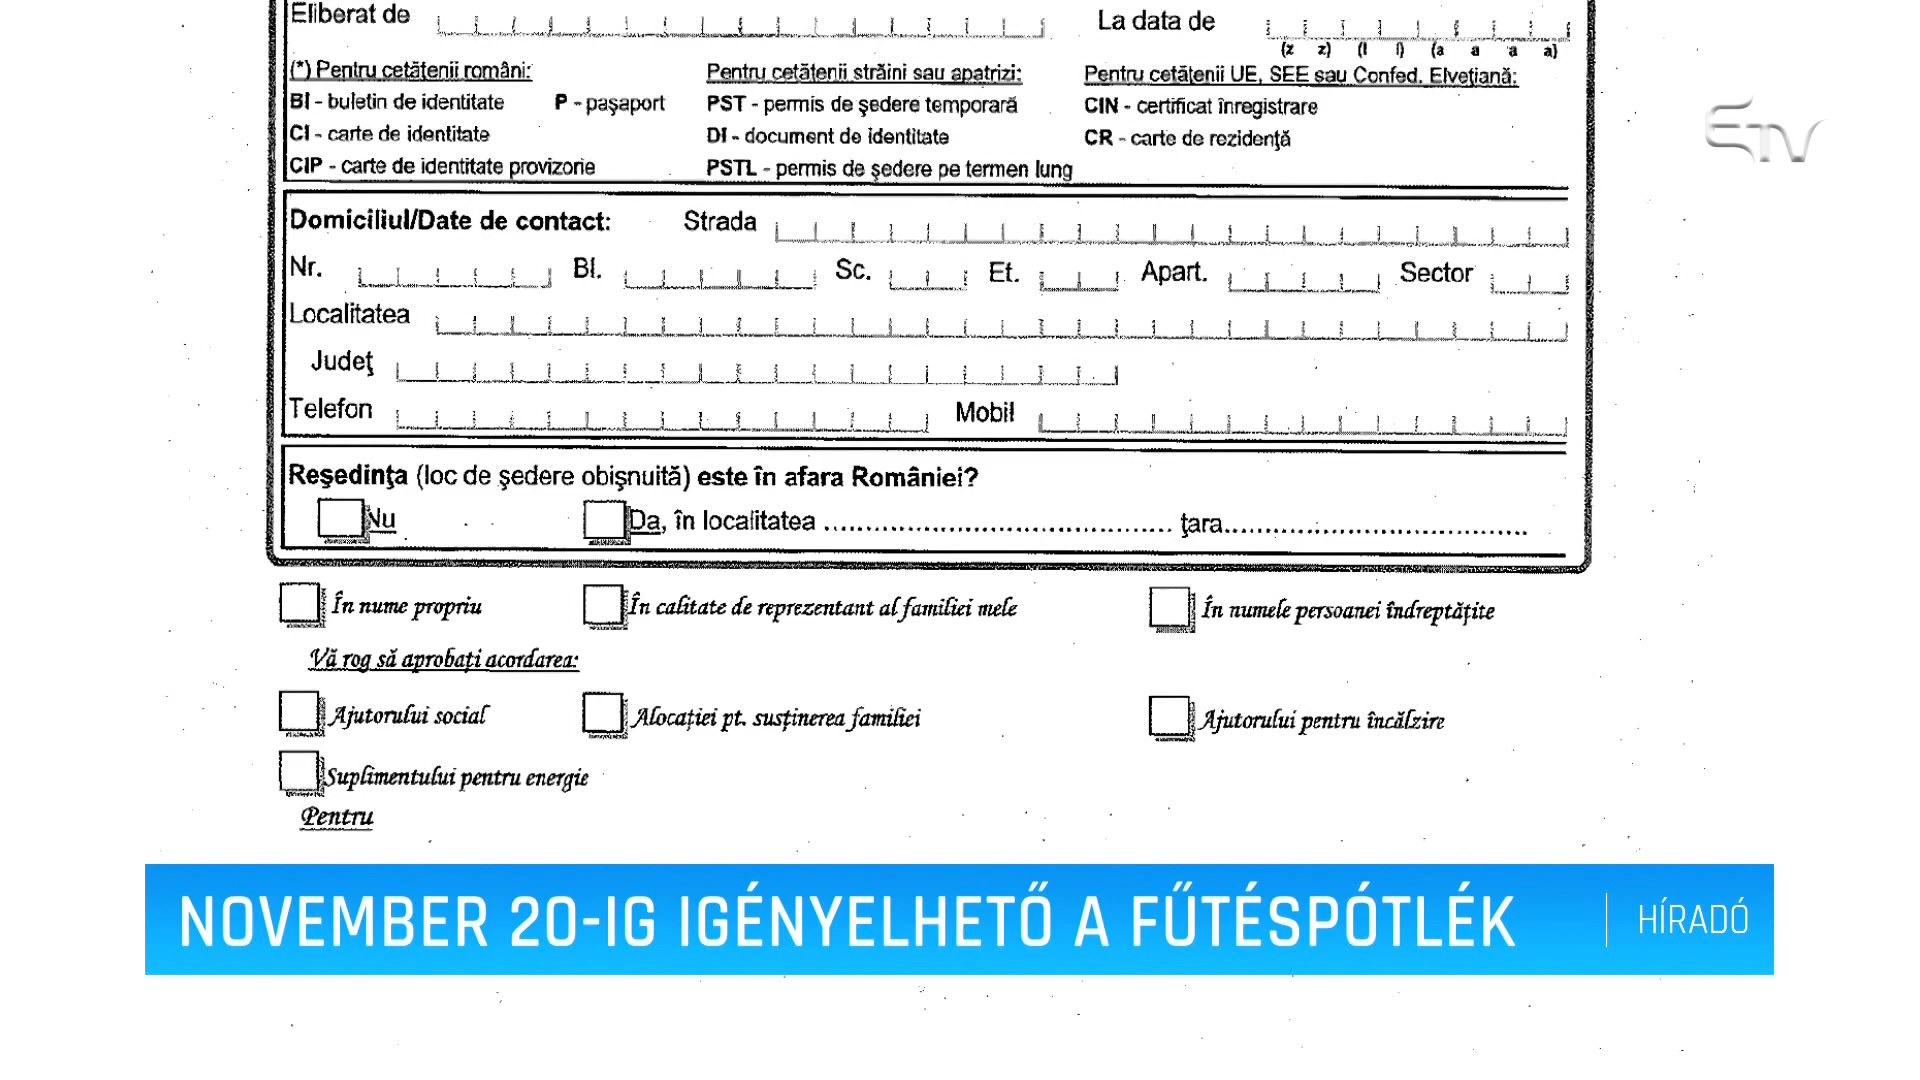 Eliberat de La data de
(z z) (l l) (a a a a)
(*) Pentru cetăţenii români: Pentru cetăţenii străini sau apatrizi: Pentru cetăţenii UE, SEE sau Confed. Elveţiană:
BI - buletin de identitate P - paşaport PST - permis de şedere temporară CIN - certificat înregistrare
CI - carte de identitate DI - document de identitate CR - carte de rezidenţă
CIP - carte de identitate provizorie PSTL - permis de şedere pe termen lung
ETV
Domiciliul/Date de contact: Strada
Nr. Bl. Sc. Et. Apart. Sector
Localitatea
Judeţ
Telefon Mobil
Reşedinţa (loc de şedere obişnuită) este în afara României?
Nu Da, în localitatea ............................................... ţara..........................................
În nume propriu În calitate de reprezentant al familiei mele În numele persoanei îndreptăţite
Vă rog să aprobaţi acordarea:
Ajutorului social Alocaţiei pt. susţinerea familiei Ajutorului pentru încălzire
Suplimentului pentru energie
Pentru
NOVEMBER 20-IG IGÉNYELHETŐ A FŰTÉSPÓTLÉK HÍRADÓ